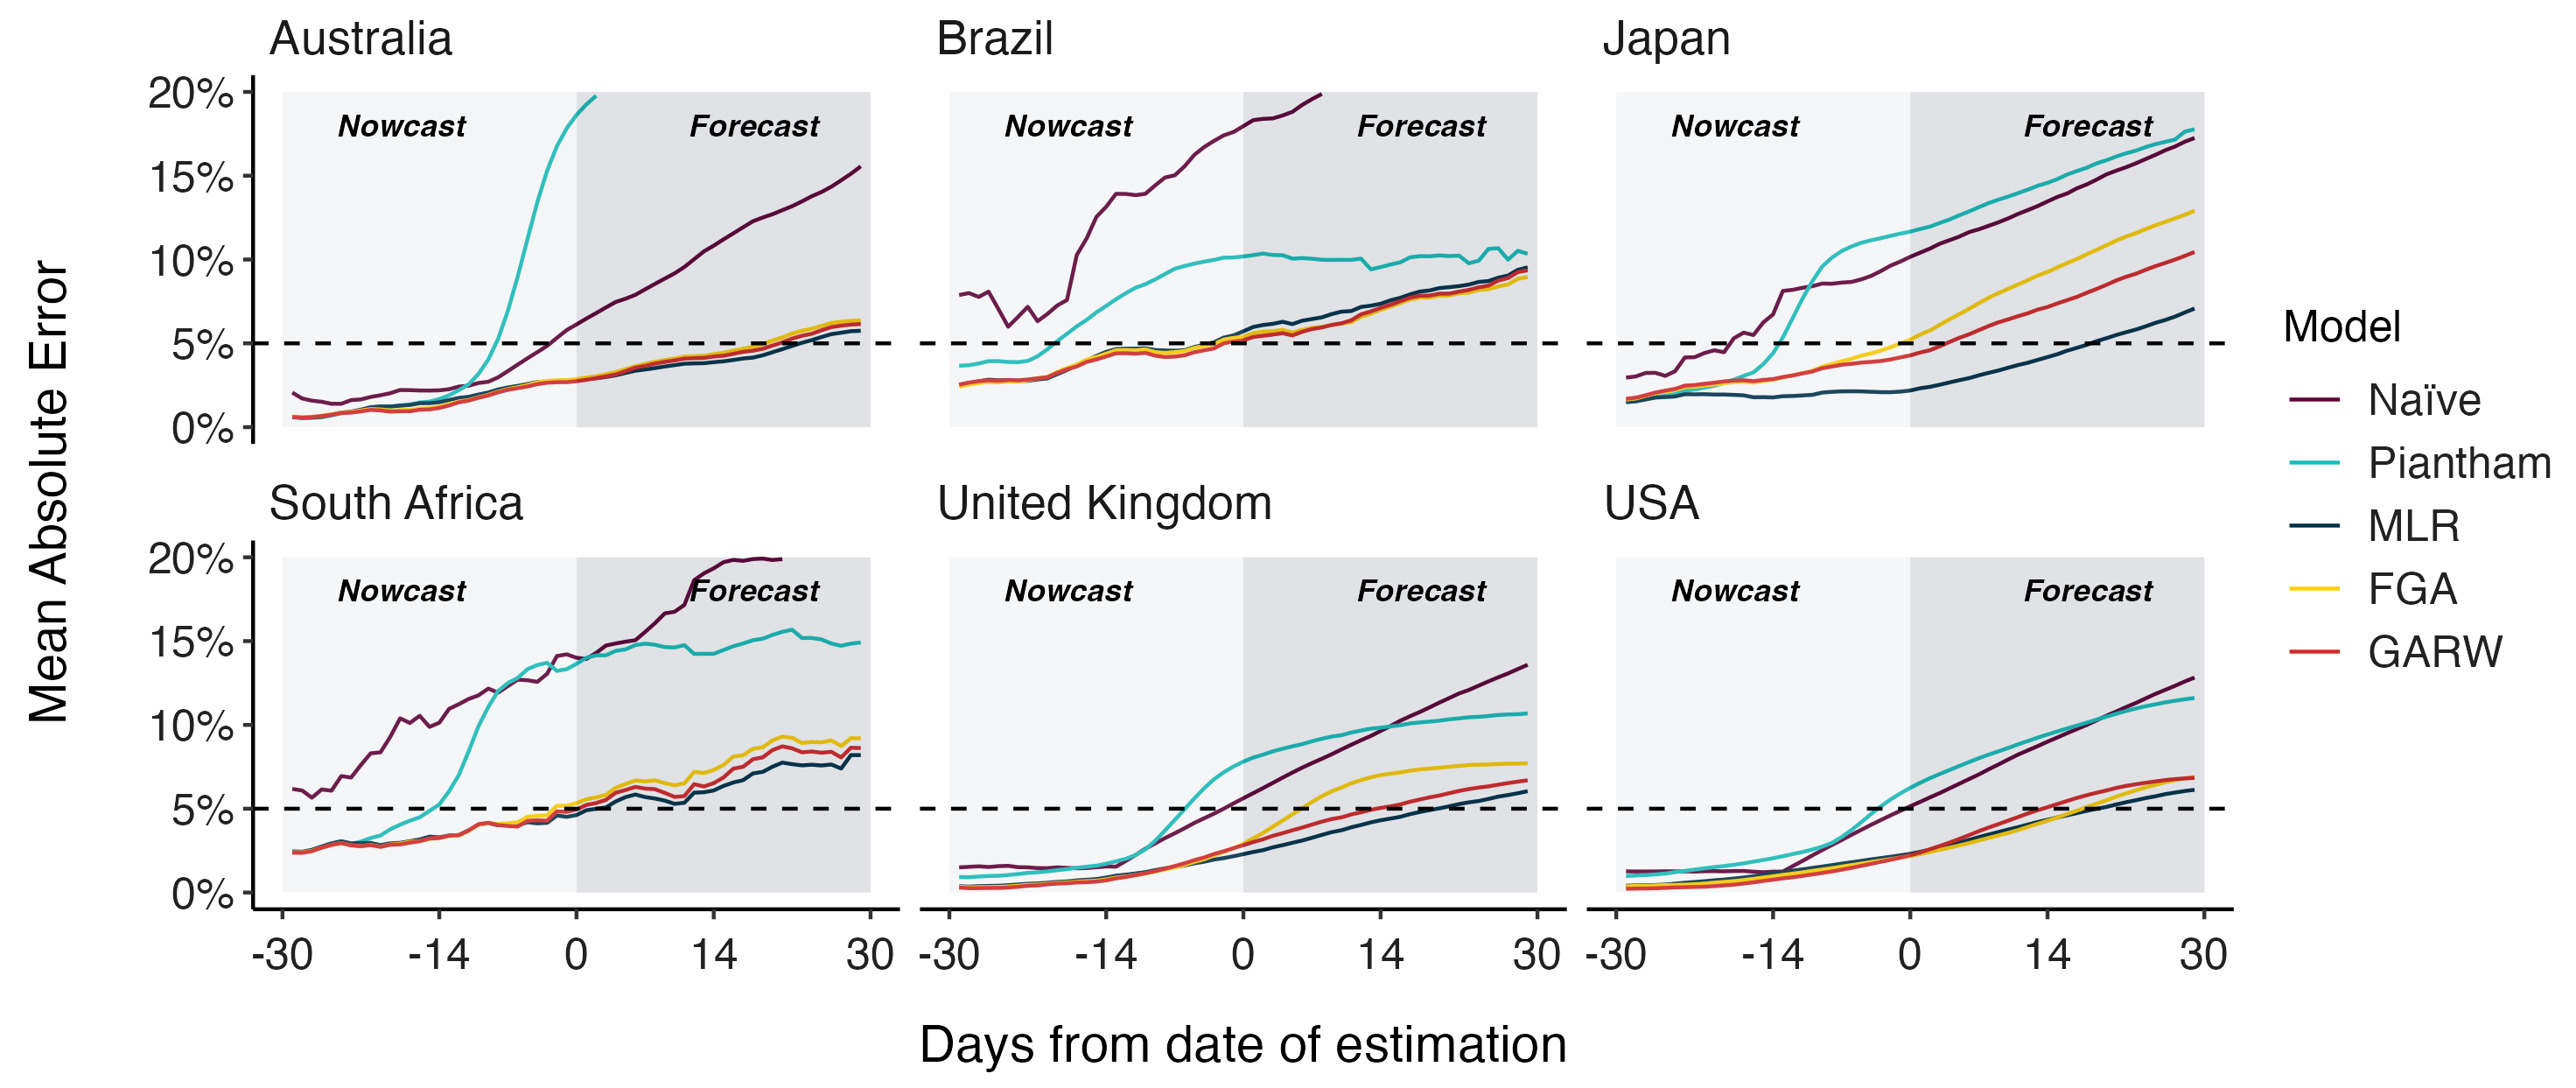 Australia
Brazil
Japan
20%
15%
10%
5%
0%
Nowcast
Forecast
Nowcast
Forecast
Nowcast
Forecast
Mean Absolute Error
South Africa
United Kingdom
USA
20%
15%
10%
5%
0%
Nowcast
Forecast
Nowcast
Forecast
Nowcast
Forecast
-30 -14 0 14 30
-30 -14 0 14 30
-30 -14 0 14 30
Days from date of estimation
Model
Naïve
Piantham
MLR
FGA
GARW